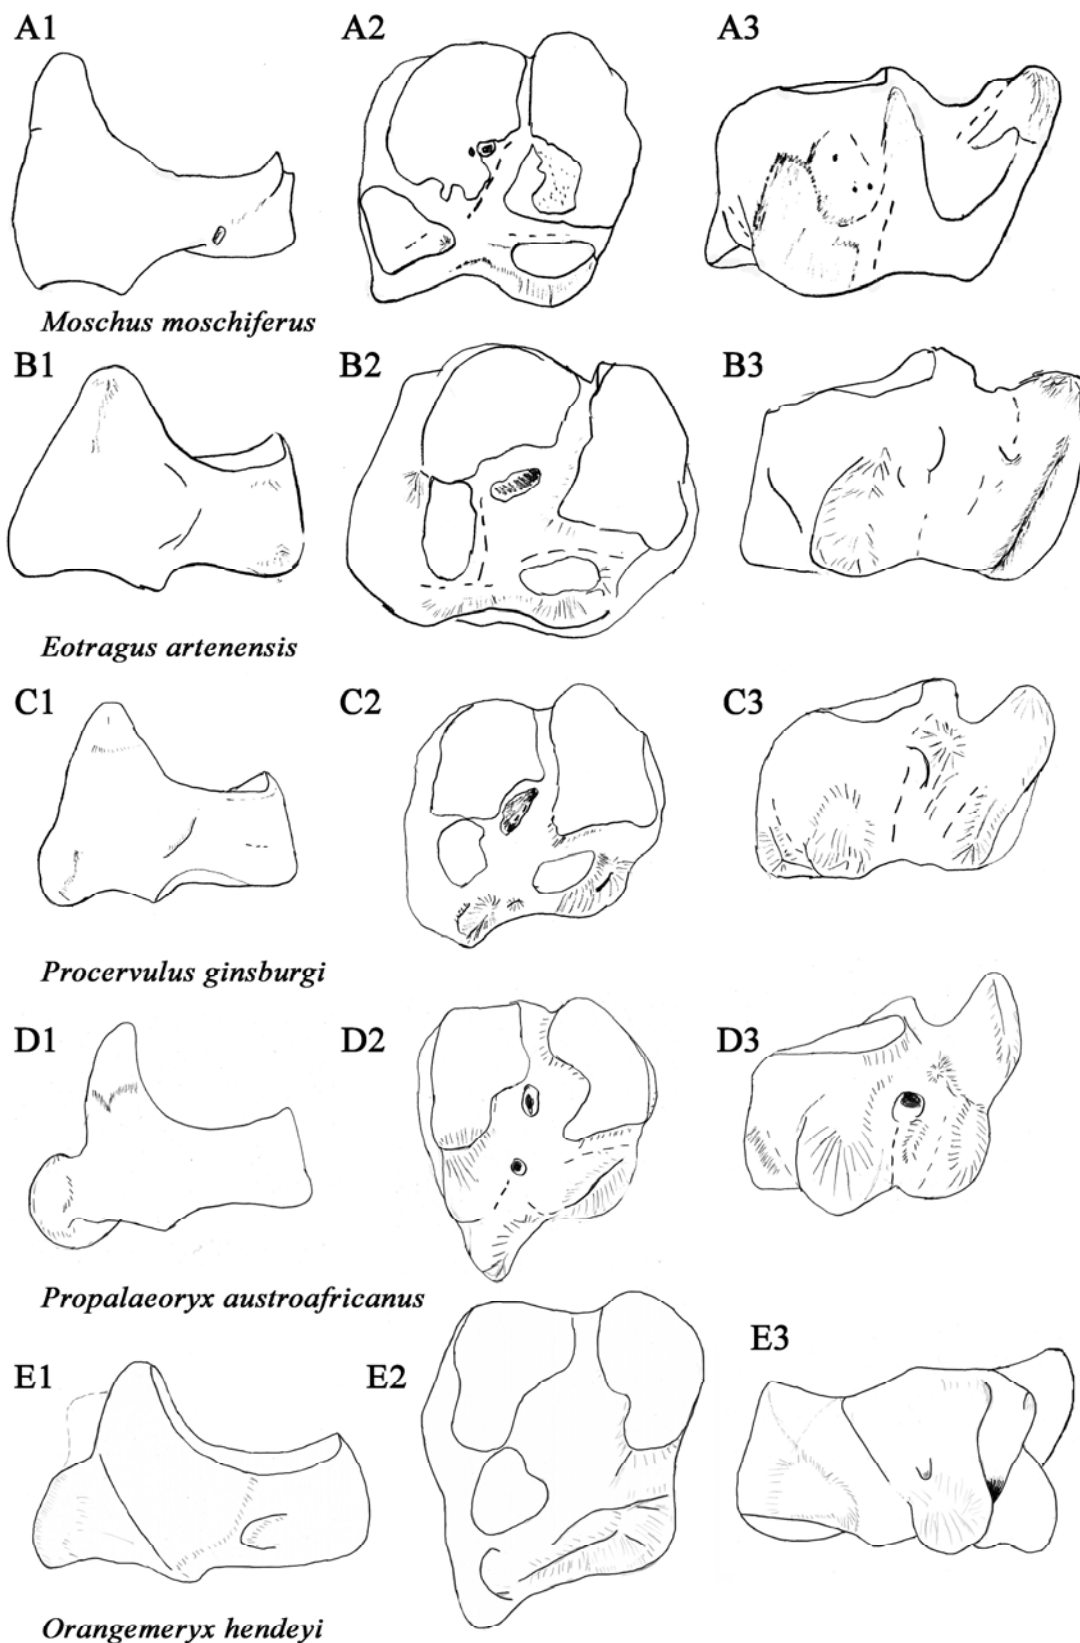 A1 A2 A3
Moschus moschiferus
B1 B2 B3
Eotragus artenensis
C1 C2 C3
Procervulus ginsburgi
D1 D2 D3
Propalaeoryx austroafricanus
E1 E2 E3
Orangemeryx hendeyi